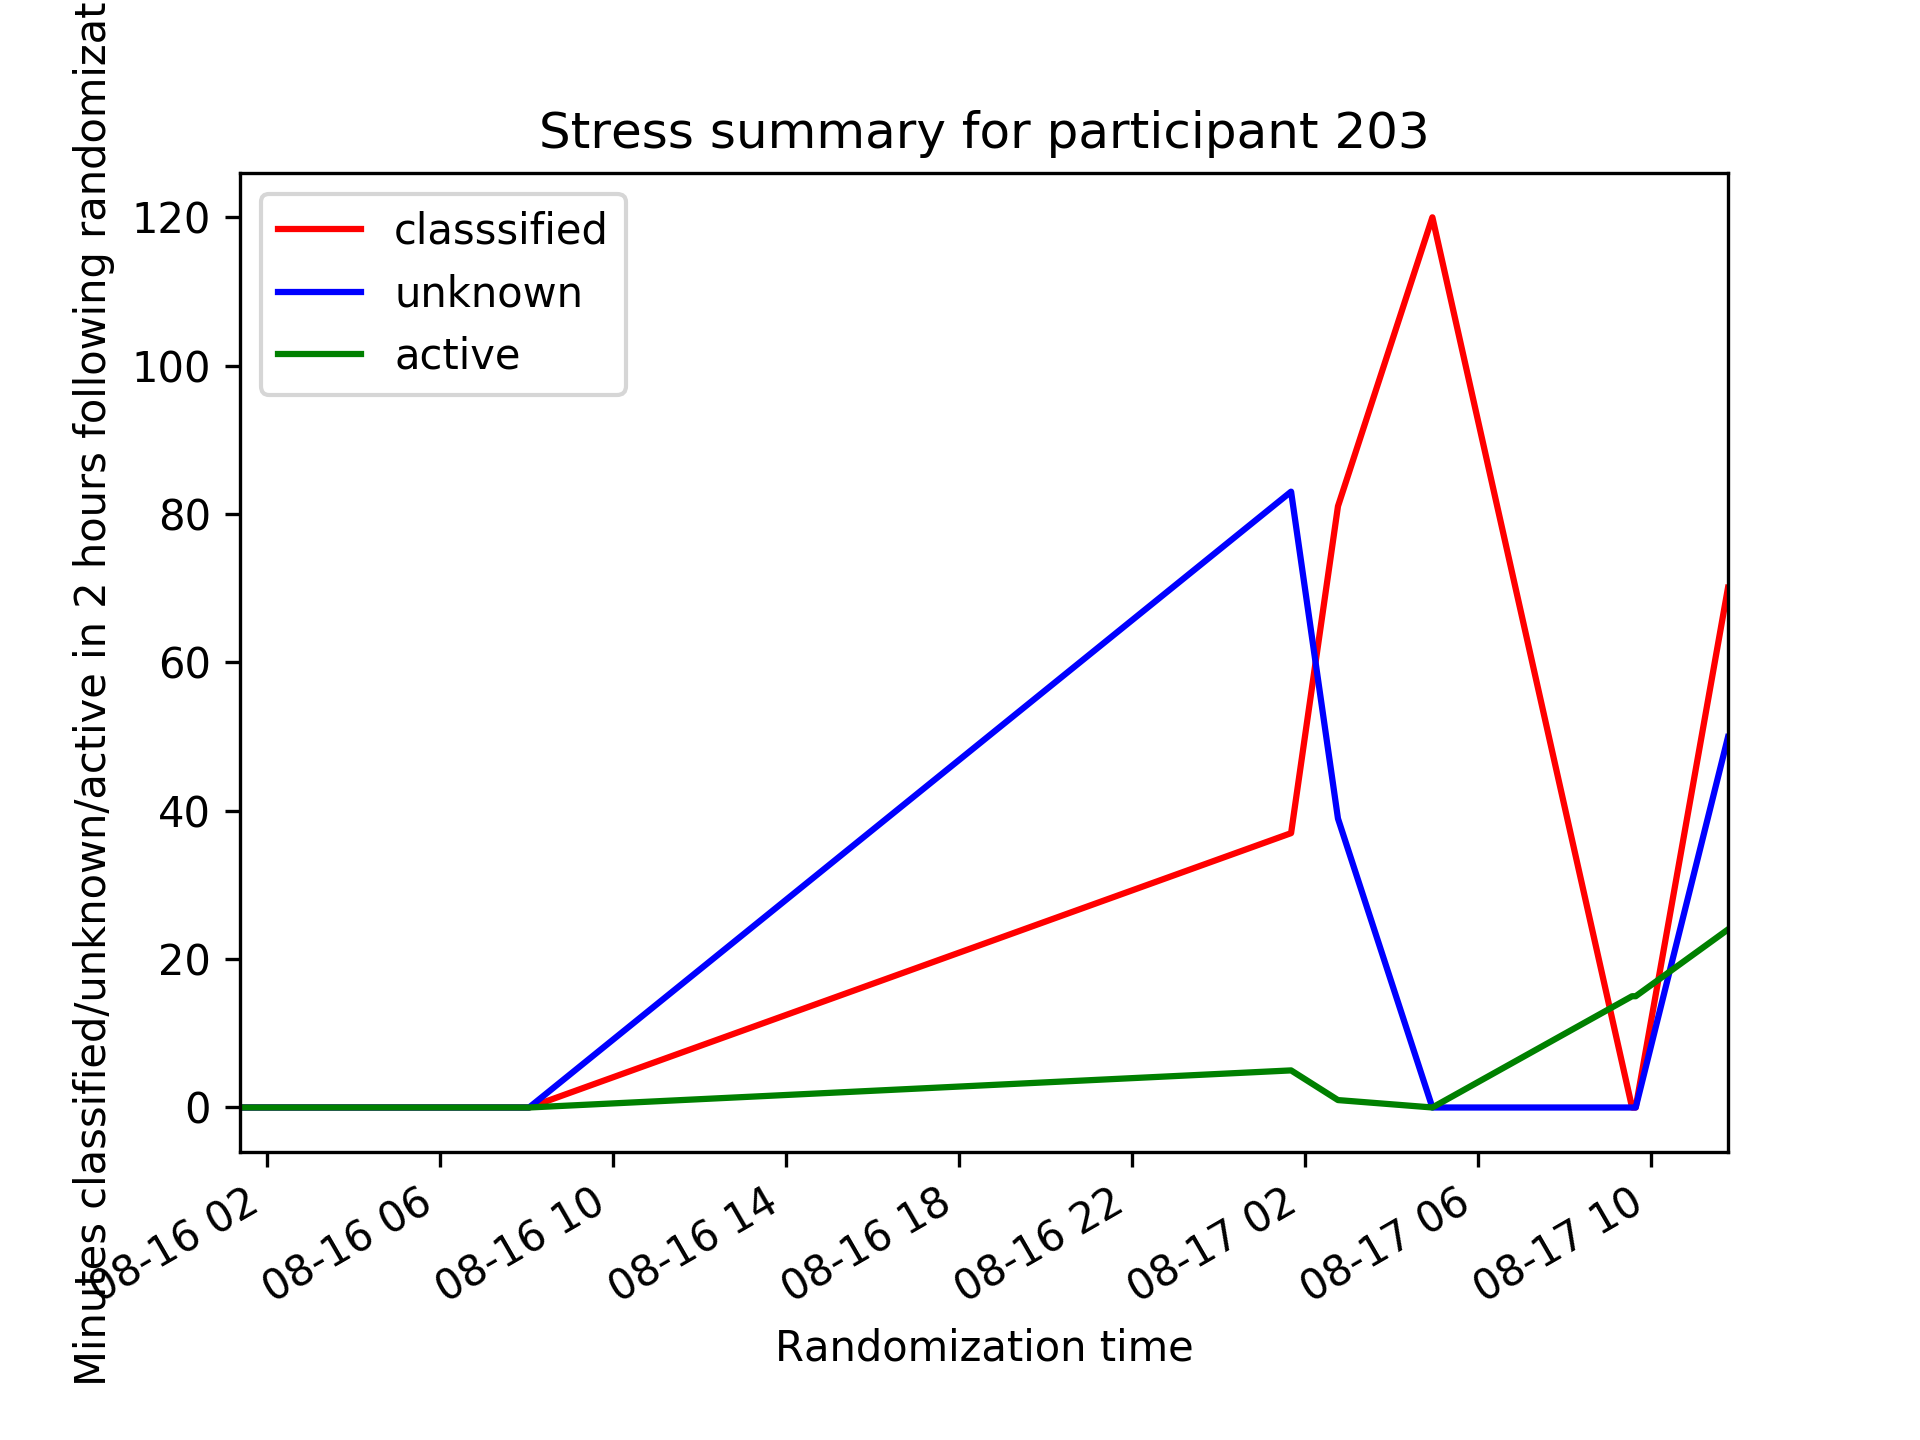 Stress summary for participant 203
Minutes classified/unknown/active in 2 hours following randomizat
120
100
80
60
40
20
0
classsified
unknown
active
08-16 02
08-16 06
08-16 10
08-16 14
08-16 18
08-16 22
08-17 02
08-17 06
08-17 10
Randomization time